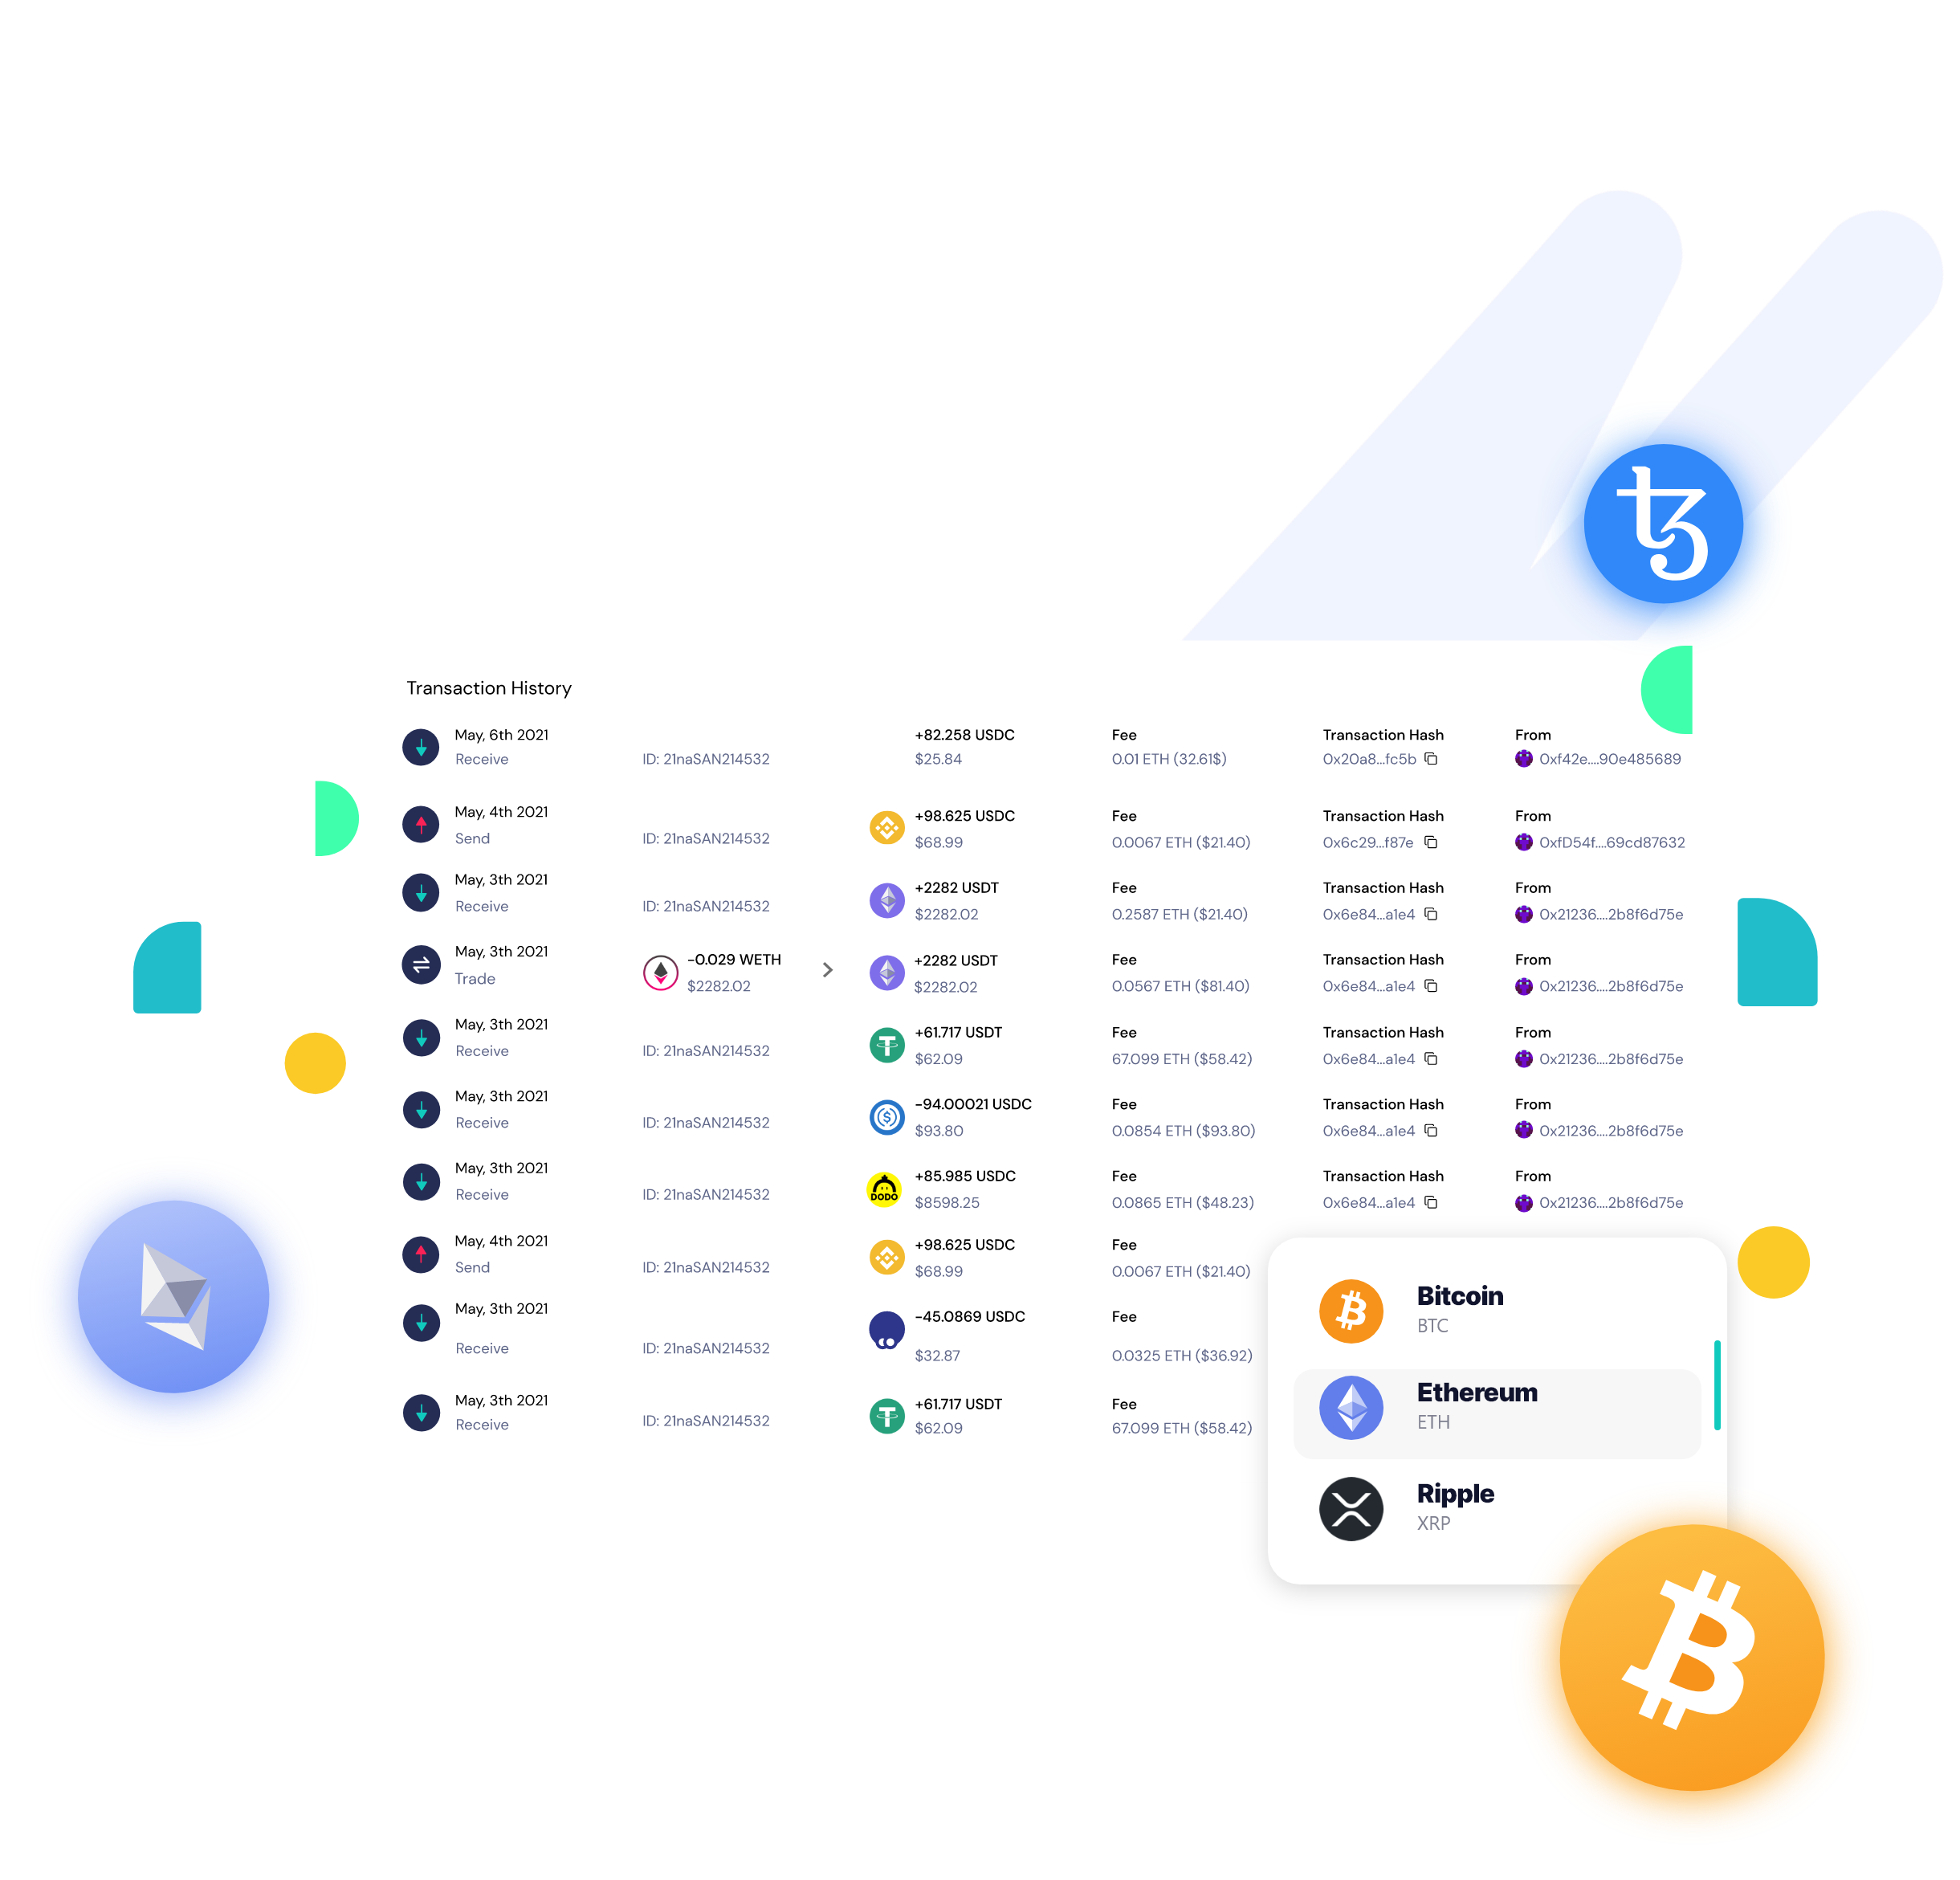 Transaction History
May, 6th 2021
Receive
ID: 21naSAN214532
+82.258 USDC
$25.84
Fee
0.01 ETH (32.61$)
Transaction Hash
0x20a8...fc5b
From
0xf42e....90e485689
May, 4th 2021
Send
ID: 21naSAN214532
+98.625 USDC
$68.99
Fee
0.0067 ETH ($21.40)
Transaction Hash
0x6c29...f87e
From
0xfD54f....69cd87632
May, 3th 2021
Receive
ID: 21naSAN214532
+2282 USDT
$2282.02
Fee
0.2587 ETH ($21.40)
Transaction Hash
0x6e84...a1e4
From
0x21236....2b8f6d75e
May, 3th 2021
Trade
-0.029 WETH
$2282.02
+2282 USDT
$2282.02
Fee
0.0567 ETH ($81.40)
Transaction Hash
0x6e84...a1e4
From
0x21236....2b8f6d75e
May, 3th 2021
Receive
ID: 21naSAN214532
+61.717 USDT
$62.09
Fee
67.099 ETH ($58.42)
Transaction Hash
0x6e84...a1e4
From
0x21236....2b8f6d75e
May, 3th 2021
Receive
ID: 21naSAN214532
-94.00021 USDC
$93.80
Fee
0.0854 ETH ($93.80)
Transaction Hash
0x6e84...a1e4
From
0x21236....2b8f6d75e
May, 3th 2021
Receive
ID: 21naSAN214532
DODO
+85.985 USDC
$8598.25
Fee
0.0865 ETH ($48.23)
Transaction Hash
0x6e84...a1e4
From
0x21236....2b8f6d75e
May, 4th 2021
Send
ID: 21naSAN214532
+98.625 USDC
$68.99
Fee
0.0067 ETH ($21.40)
May, 3th 2021
Receive
ID: 21naSAN214532
-45.0869 USDC
$32.87
Fee
0.0325 ETH ($36.92)
May, 3th 2021
Receive
ID: 21naSAN214532
+61.717 USDT
$62.09
Fee
67.099 ETH ($58.42)
Bitcoin
BTC
Ethereum
ETH
Ripple
XRP